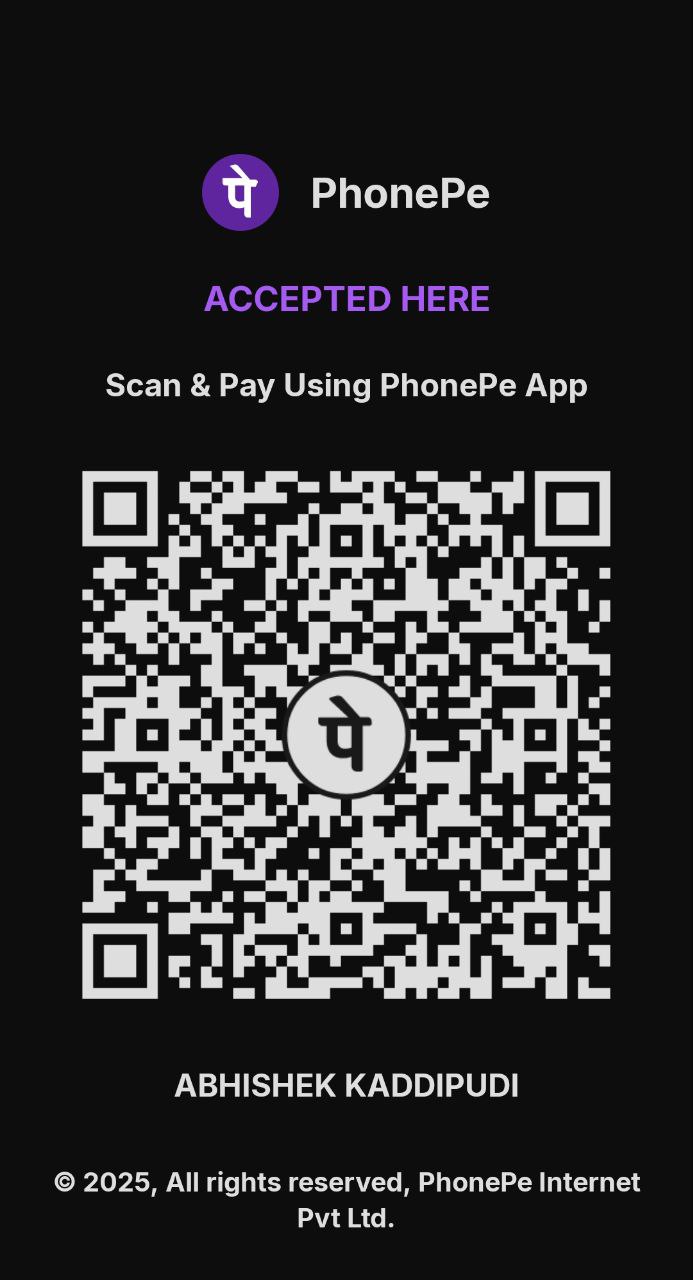 पे PhonePe
ACCEPTED HERE
Scan & Pay Using PhonePe App
पे
ABHISHEK KADDIPUDI
© 2025, All rights reserved, PhonePe Internet
Pvt Ltd.